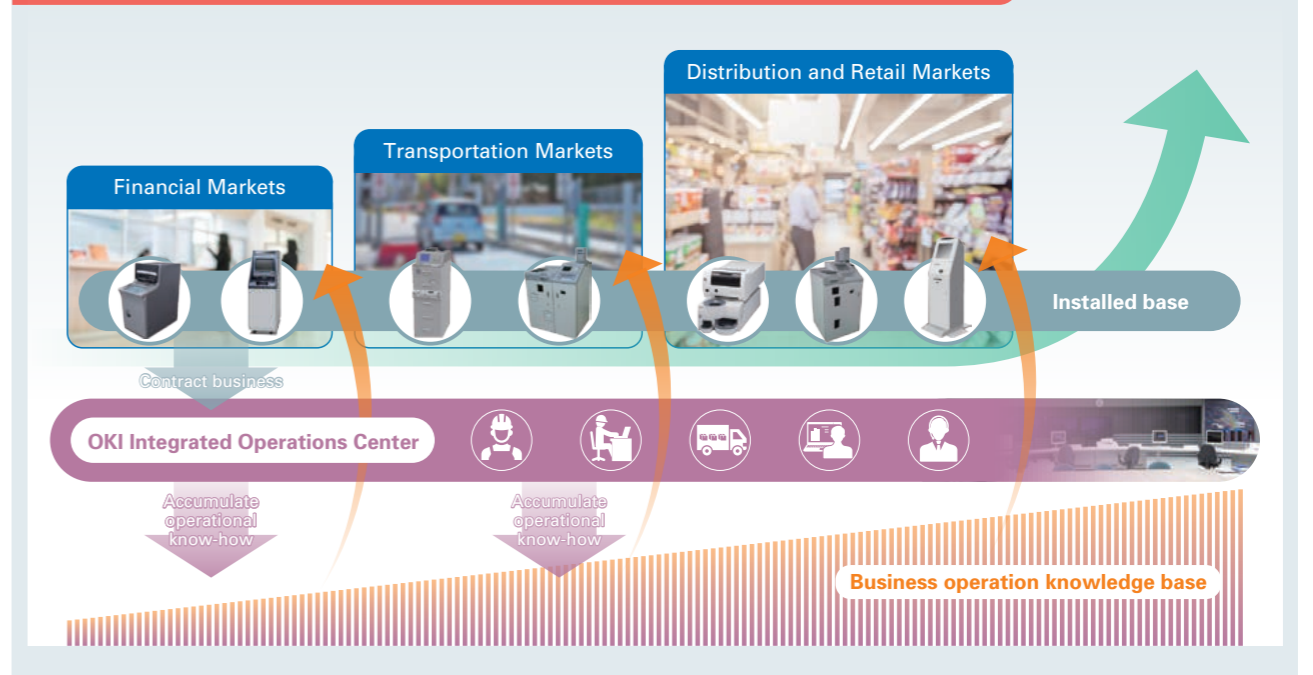 Distribution and Retail Markets
Transportation Markets
Financial Markets
Installed base
Contract business
OKI Integrated Operations Center
Accumulate
operational
know-how
Accumulate
operational
know-how
Business operation knowledge base